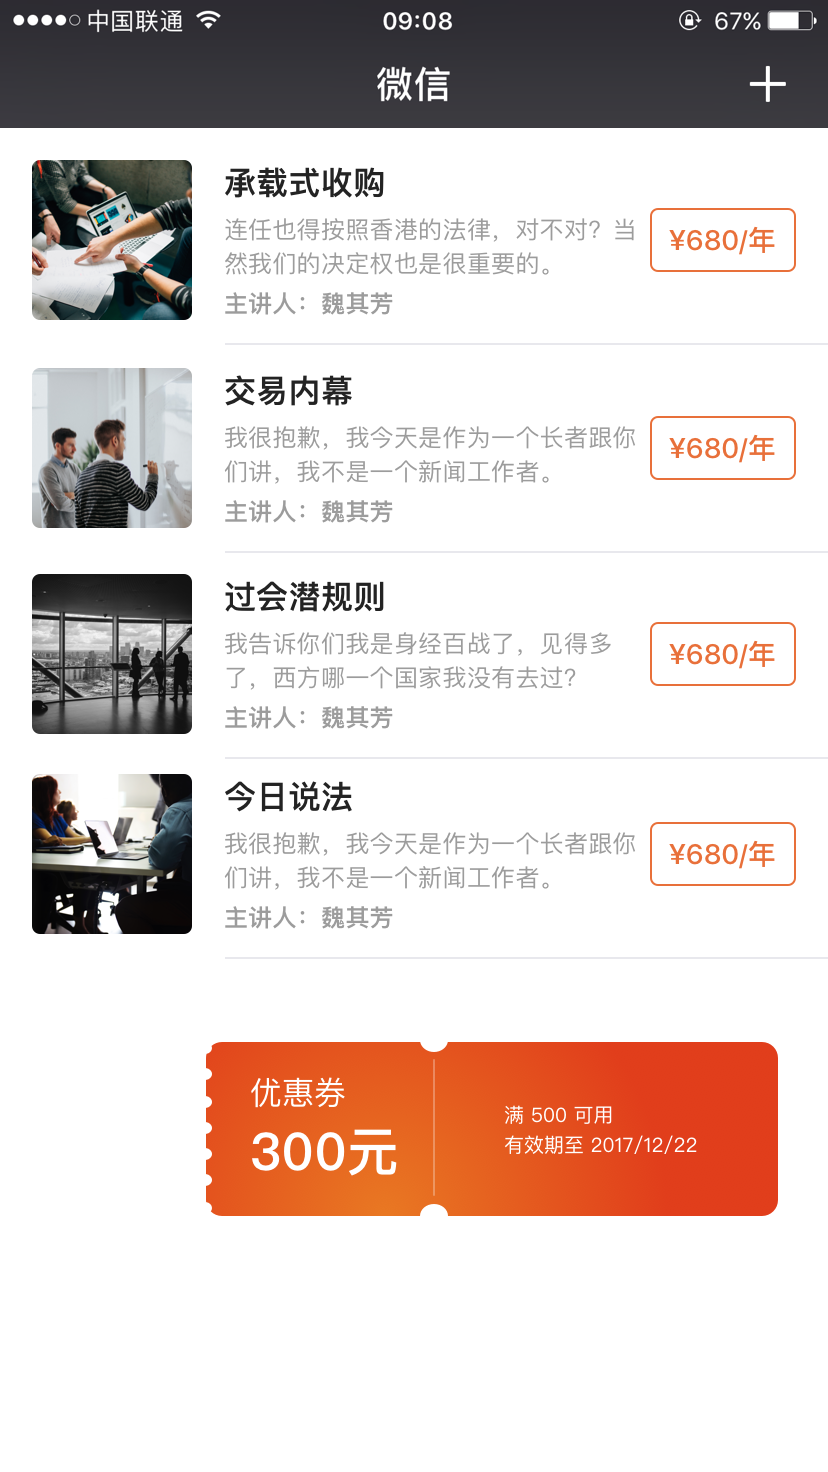 中国联通
09:08
67%
微信
承载式收购
连任也得按照香港的法律，对不对？当
然我们的决定权也是很重要的。
主讲人：魏其芳
¥680/年
交易内幕
我很抱歉，我今天是作为一个长者跟你
们讲，我不是一个新闻工作者。
主讲人：魏其芳
¥680/年
过会潜规则
我告诉你们我是身经百战了，见得多
了，西方哪一个国家我没有去过？
主讲人：魏其芳
¥680/年
今日说法
我很抱歉，我今天是作为一个长者跟你
们讲，我不是一个新闻工作者。
主讲人：魏其芳
¥680/年
优惠券
300元
满 500 可用
有效期至 2017/12/22